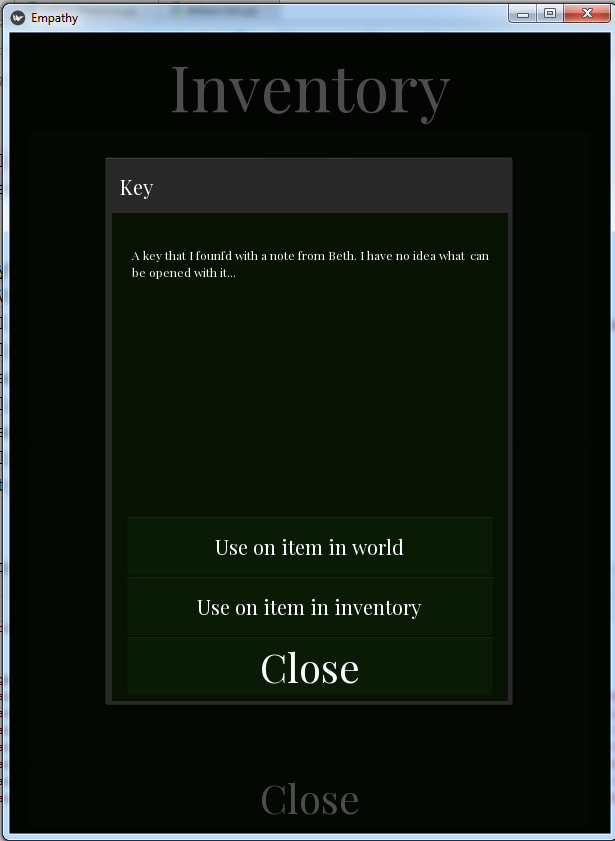 Empathy
Inventory
Key
A key that I founfd with a note from Beth. I have no idea what can
be opened with it...
Use on item in world
Use on item in inventory
Close
Close